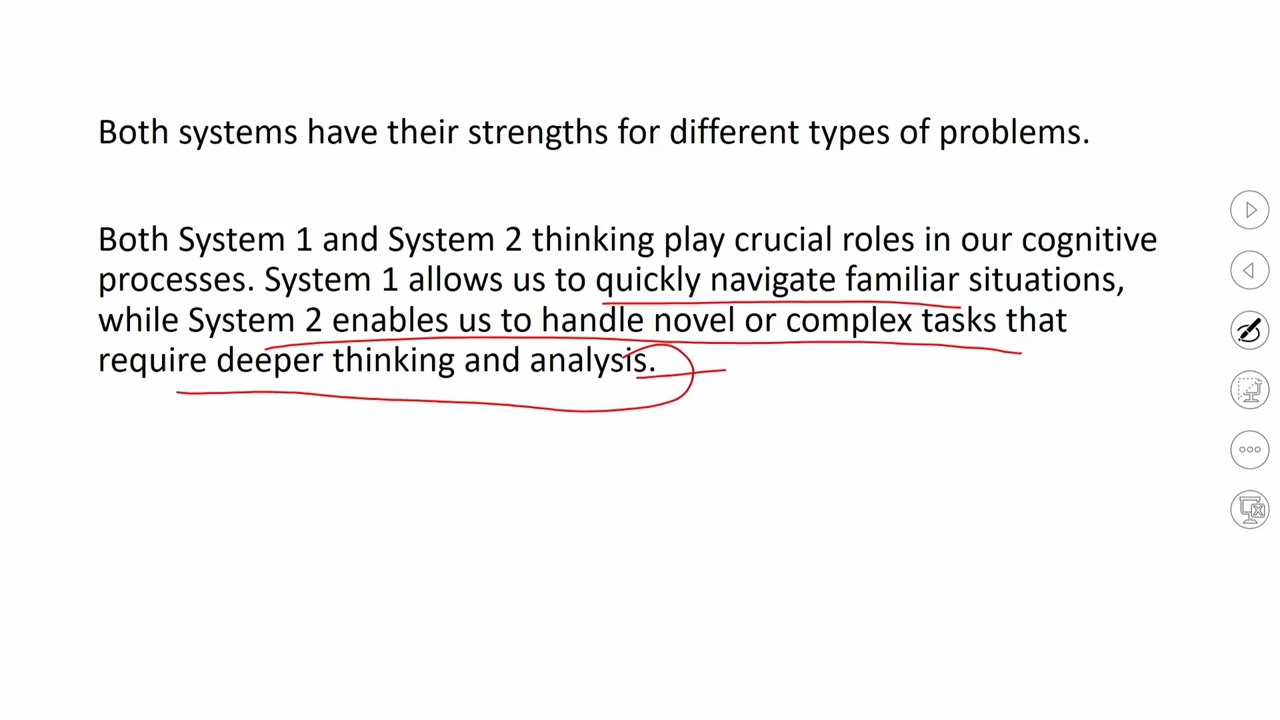 Both systems have their strengths for different types of problems.
Both System 1 and System 2 thinking play crucial roles in our cognitive
processes. System 1 allows us to quickly navigate familiar situations,
while System 2 enables us to handle novel or complex tasks that
require deeper thinking and analysis.